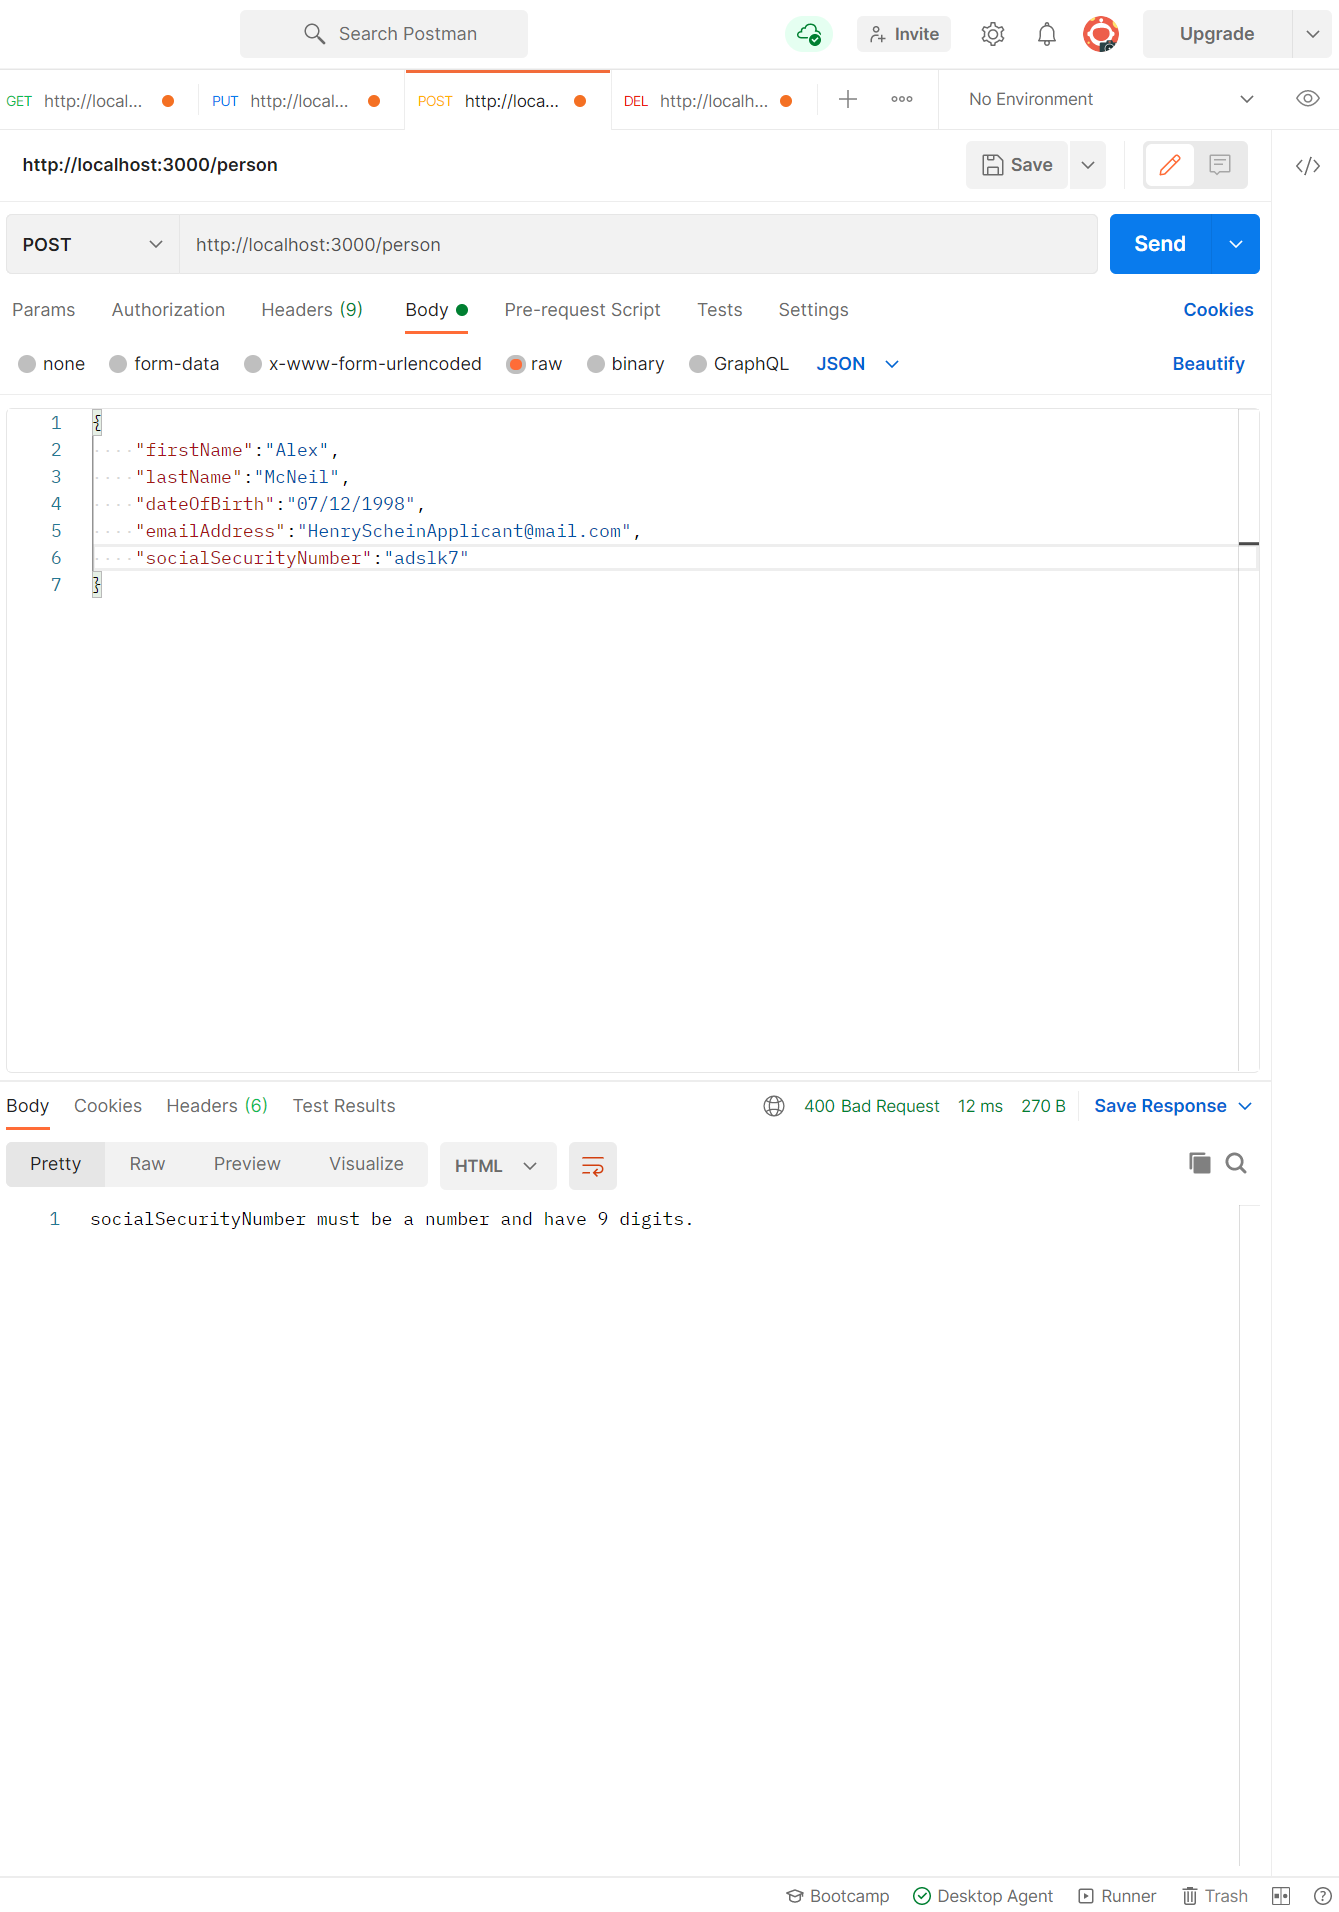 Search Postman
Invite
Upgrade
GET http://local...
PUT http://local...
POST http://loca...
DEL http://localh...
No Environment
http://localhost:3000/person
Save
</>
POST http://localhost:3000/person
Send
Params Authorization Headers (9) Body Pre-request Script Tests Settings Cookies
none form-data x-www-form-urlencoded raw binary GraphQL JSON Beautify
1 {
2 "firstName":"Alex",
3 "lastName":"McNeil",
4 "dateOfBirth":"07/12/1998",
5 "emailAddress":"HenryScheinApplicant@mail.com",
6 "socialSecurityNumber":"adslk7"
7 }
Body Cookies Headers (6) Test Results 400 Bad Request 12 ms 270 B Save Response
Pretty Raw Preview Visualize HTML
1 socialSecurityNumber must be a number and have 9 digits.
Bootcamp Desktop Agent Runner Trash